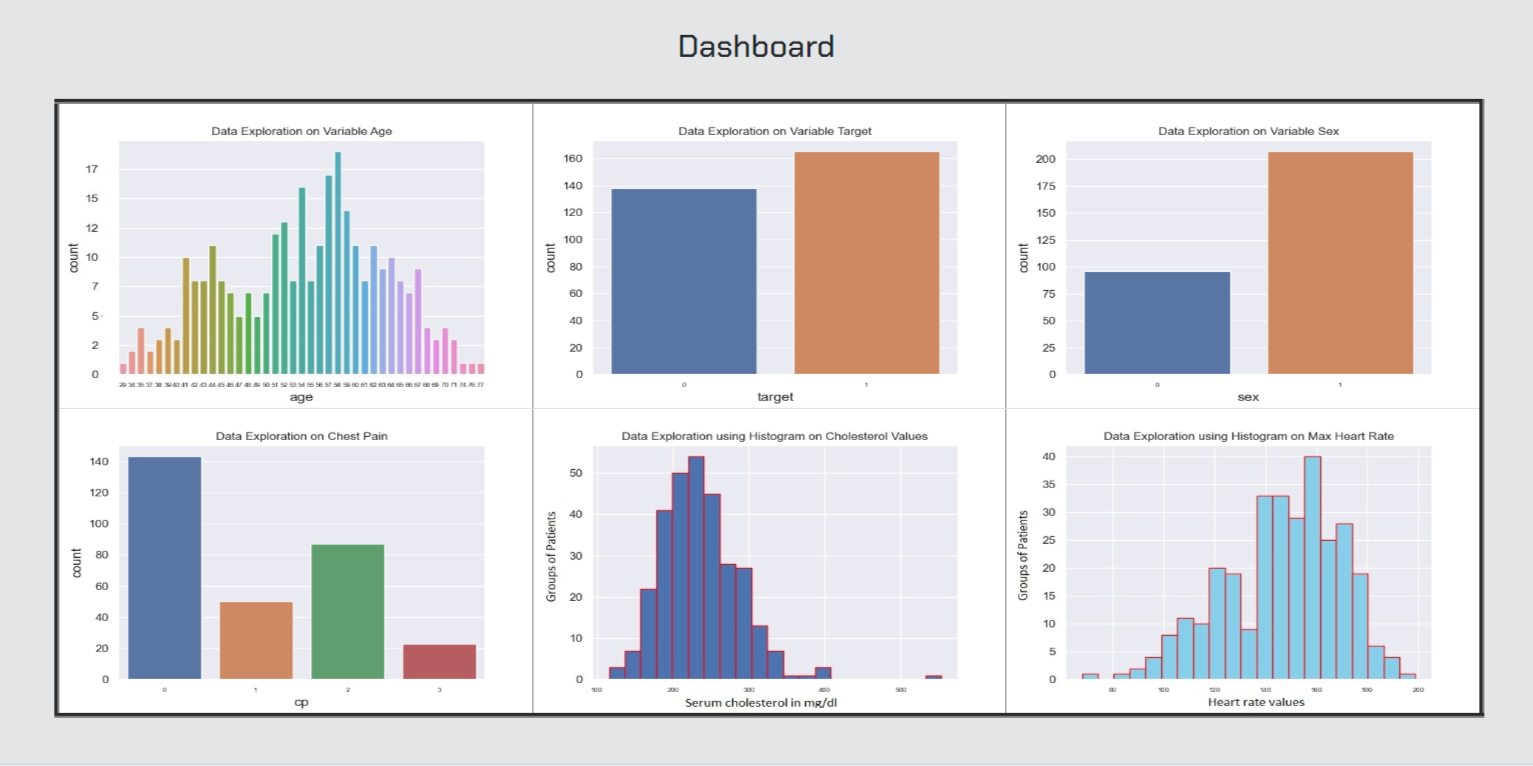 Dashboard
Data Exploration on Variable Age
count
17
15
12
10
7
5
2
0
29 34 35 37 38 39 40 41 42 43 44 45 46 47 48 49 50 51 52 53 54 55 56 57 58 59 60 61 62 63 64 65 66 67 68 69 70 71 74 76 77
age
Data Exploration on Variable Target
count
160
140
120
100
80
60
40
20
0
0 1
target
Data Exploration on Variable Sex
count
200
175
150
125
100
75
50
25
0
0 1
sex
Data Exploration on Chest Pain
count
140
120
100
80
60
40
20
0
0 1 2 3
cp
Data Exploration using Histogram on Cholesterol Values
Groups of Patients
50
40
30
20
10
0
100 200 300 400 500
Serum cholesterol in mg/dl
Data Exploration using Histogram on Max Heart Rate
Groups of Patients
40
35
30
25
20
15
10
5
0
80 100 120 140 160 180 200
Heart rate values